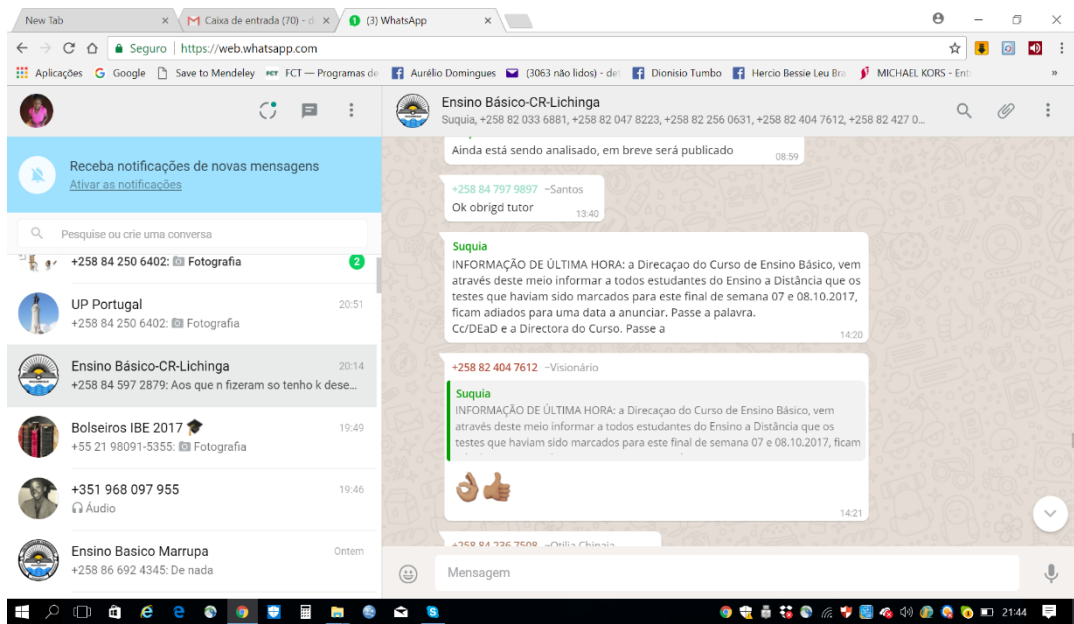 New Tab
Caixa de entrada (70) - d
(3) WhatsApp
Seguro | https://web.whatsapp.com
Aplicações
Google
Save to Mendeley
FCT FCT — Programas de
Aurélio Domingues
(3063 não lidos) - de
Dionisio Tumbo
Hercio Bessie Leu Bra
MICHAEL KORS - Ent
»
Receba notificações de novas mensagens
Ativar as notificações
Pesquise ou crie uma conversa
+258 84 250 6402: Fotografia
2
UP Portugal
20:51
+258 84 250 6402: Fotografia
Ensino Básico-CR-Lichinga
20:14
+258 84 597 2879: Aos que n fizeram so tenho k dese...
Bolseiros IBE 2017
19:49
+55 21 98091-5355: Fotografia
+351 968 097 955
19:46
Áudio
Ensino Basico Marrupa
Ontem
+258 86 692 4345: De nada
Ensino Básico-CR-Lichinga
Suquia, +258 82 033 6881, +258 82 047 8223, +258 82 256 0631, +258 82 404 7612, +258 82 427 0...
Ainda está sendo analisado, em breve será publicado
08:59
+258 84 797 9897 ~Santos
Ok obrigd tutor
13:40
Suquia
INFORMAÇÃO DE ÚLTIMA HORA: a Direcaçao do Curso de Ensino Básico, vem
através deste meio informar a todos estudantes do Ensino a Distância que os
testes que haviam sido marcados para este final de semana 07 e 08.10.2017,
ficam adiados para uma data a anunciar. Passe a palavra.
Cc/DEaD e a Directora do Curso. Passe a
14:20
+258 82 404 7612 ~Visionário
Suquia
INFORMAÇÃO DE ÚLTIMA HORA: a Direcaçao do Curso de Ensino Básico, vem
através deste meio informar a todos estudantes do Ensino a Distância que os
testes que haviam sido marcados para este final de semana 07 e 08.10.2017, ficam
14:21
+258 84 236 7508 ~Otilia Chipaia
Mensagem
21:44